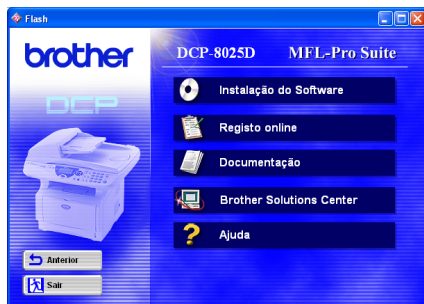 Flash
brother
DCP-8025D MFL-Pro Suite
DCP
Instalação do Software
Registo online
Documentação
Brother Solutions Center
Ajuda
Anterior
Sair